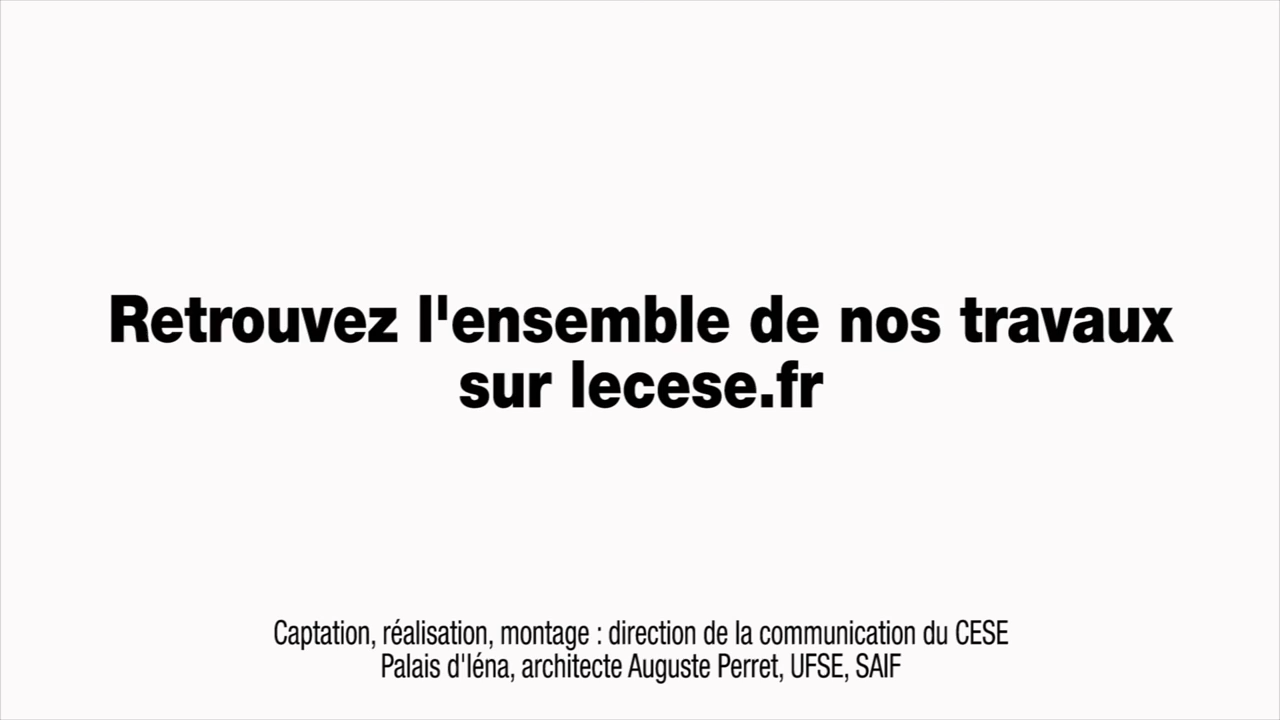 Retrouvez l'ensemble de nos travaux
sur lecese.fr
Captation, réalisation, montage : direction de la communication du CESE
Palais d'Iéna, architecte Auguste Perret, UFSE, SAIF